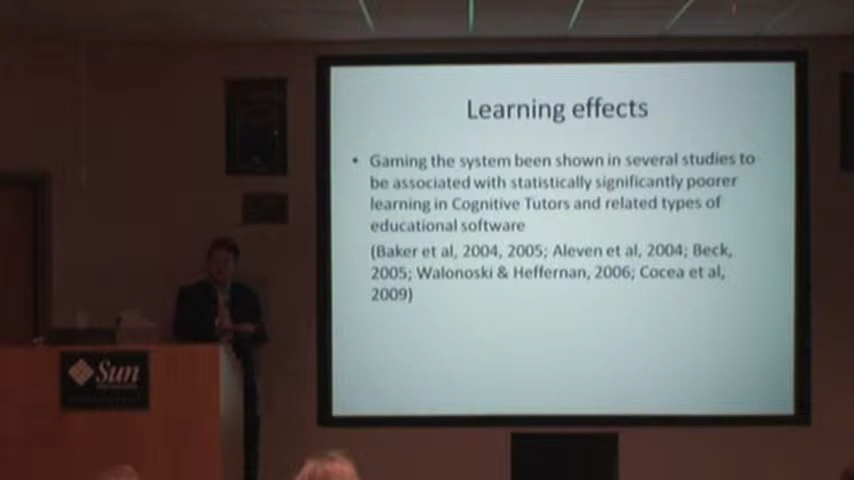 Learning effects
• Gaming the system been shown in several studies to
be associated with statistically significantly poorer
learning in Cognitive Tutors and related types of
educational software
(Baker et al, 2004, 2005; Aleven et al, 2004; Beck,
2005; Walonoski & Heffernan, 2006; Cocea et al,
2009)
Sun